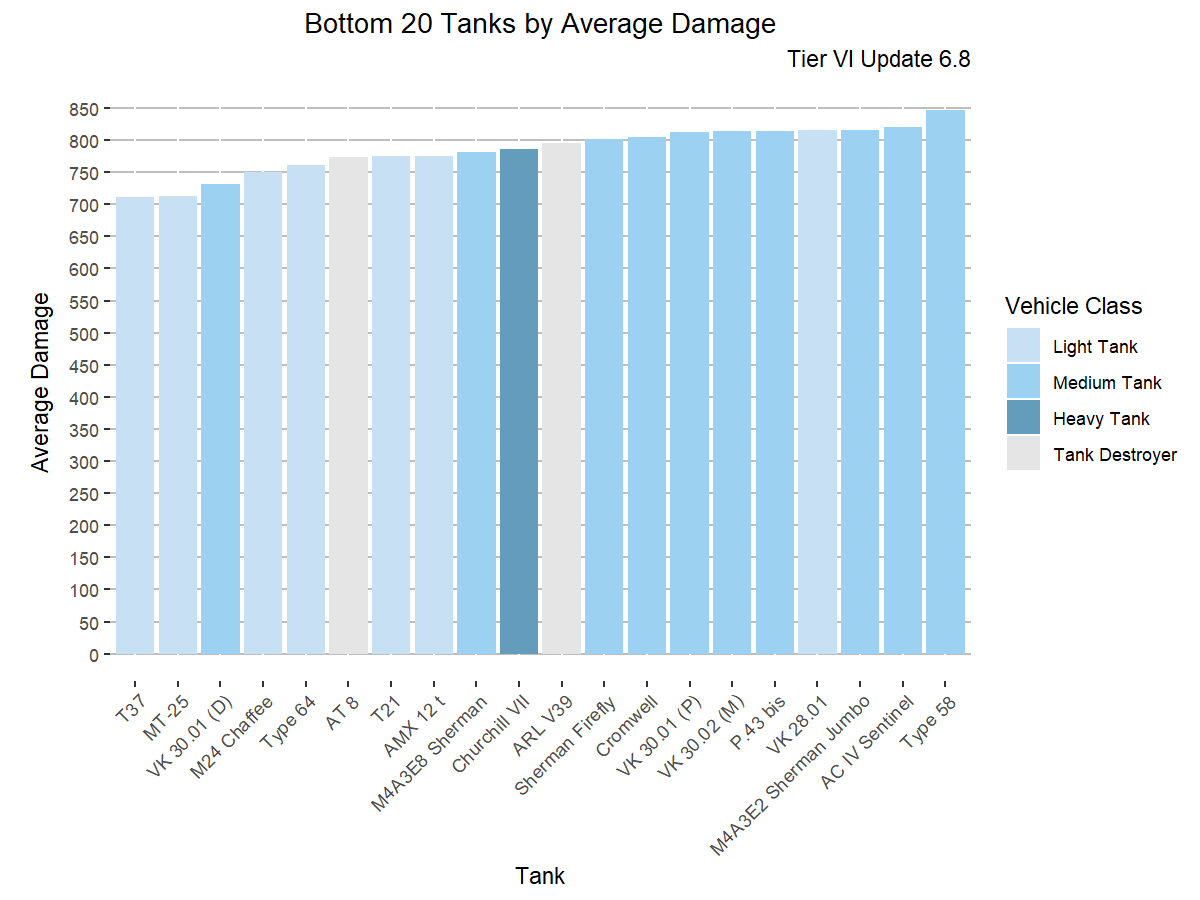 Bottom 20 Tanks by Average Damage
Tier VI Update 6.8
850
800
750
700
650
600
550
500
450
400
350
300
250
200
150
100
50
0
Average Damage
T37
MT-25
VK 30.01 (D)
M24 Chaffee
Type 64
AT 8
T21
AMX 12 t
M4A3E8 Sherman
Churchill VII
ARL V39
Sherman Firefly
Cromwell
VK 30.01 (P)
VK 30.02 (M)
P.43 bis
VK 28.01
M4A3E2 Sherman Jumbo
AC IV Sentinel
Type 58
Tank
Vehicle Class
Light Tank
Medium Tank
Heavy Tank
Tank Destroyer